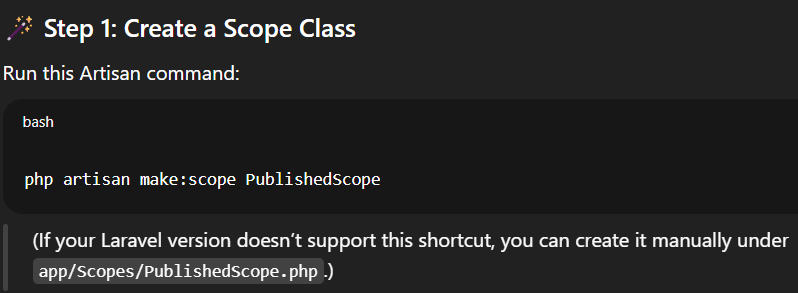 🪄 Step 1: Create a Scope Class
Run this Artisan command:
bash
php artisan make:scope PublishedScope
(If your Laravel version doesn’t support this shortcut, you can create it manually under
app/Scopes/PublishedScope.php.)